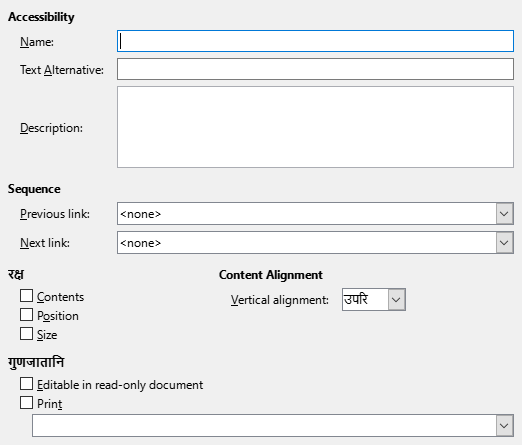 Accessibility
Name:
Text Alternative:
Description:
Sequence
Previous link: <none>
Next link: <none>
रक्ष Content Alignment
Contents Vertical alignment: उपरि
Position
Size
गुणजातानि
Editable in read-only document
Print